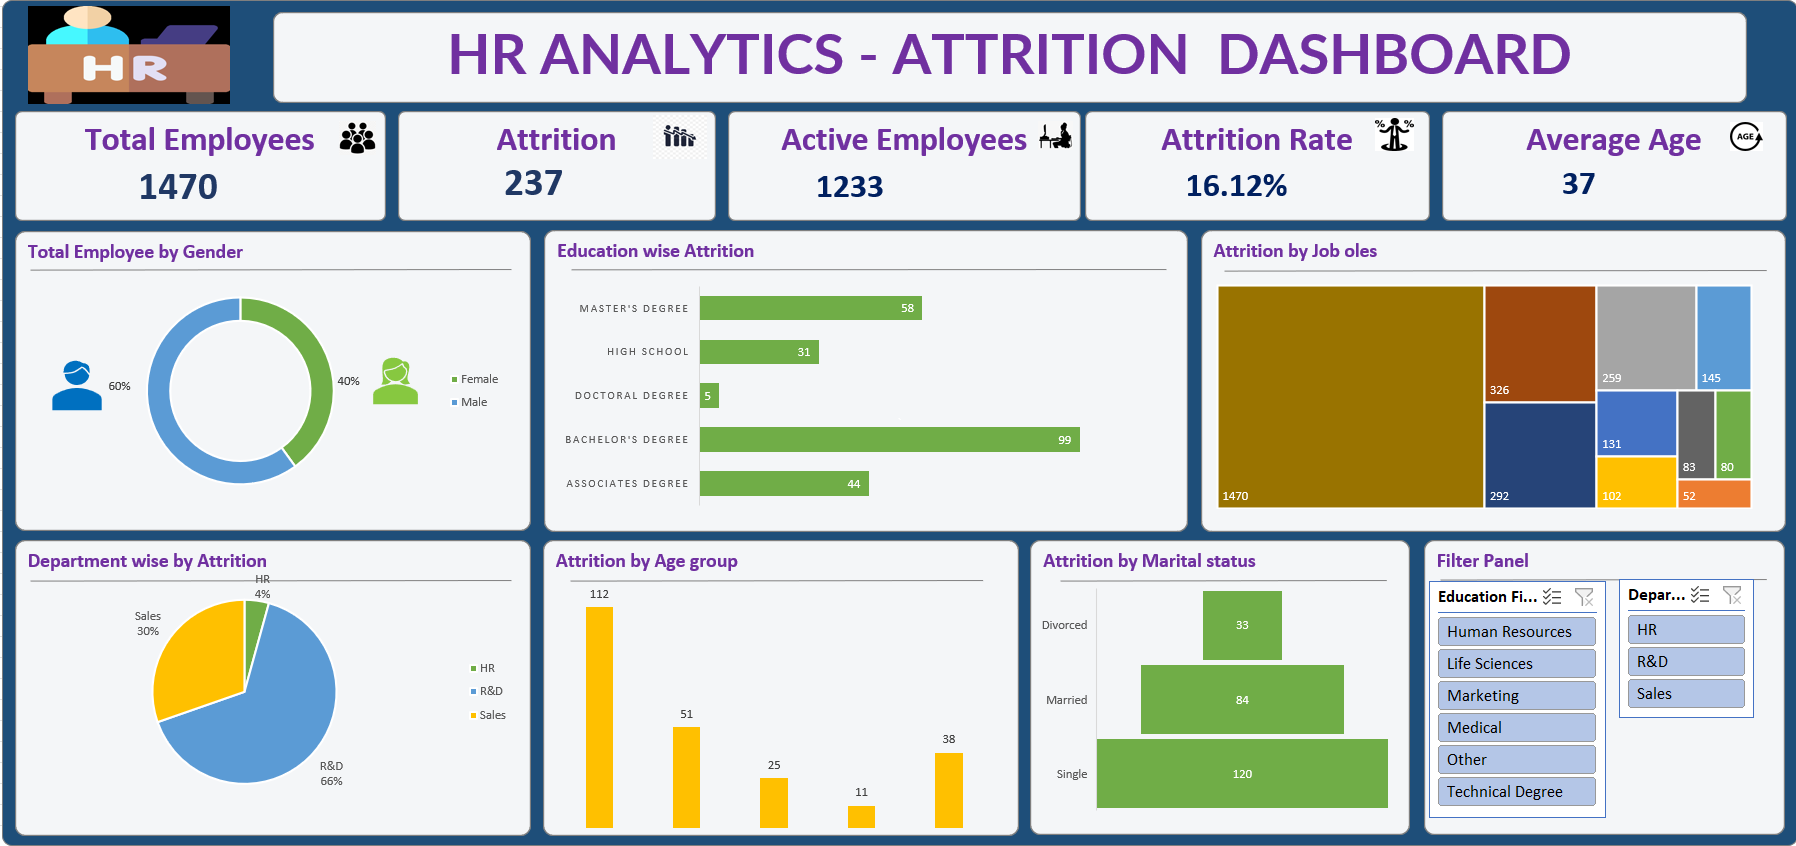 HR
HR ANALYTICS - ATTRITION  DASHBOARD
Total Employees
1470
Attrition
237
Active Employees
1233
Attrition Rate
% %
16.12%
Average Age
AGE
37
Total Employee by Gender
60%
40%
Female
Male
Education wise Attrition
MASTER'S DEGREE 58
HIGH SCHOOL 31
DOCTORAL DEGREE 5
BACHELOR'S DEGREE 99
ASSOCIATES DEGREE 44
Attrition by Job oles
1470
326
292
259
145
131
102
83
80
52
Department wise by Attrition
HR
4%
Sales
30%
R&D
66%
HR
R&D
Sales
Attrition by Age group
112
51
25
11
38
Attrition by Marital status
Divorced 33
Married 84
Single 120
Filter Panel
Education Fi...
Human Resources
Life Sciences
Marketing
Medical
Other
Technical Degree
Depar...
HR
R&D
Sales